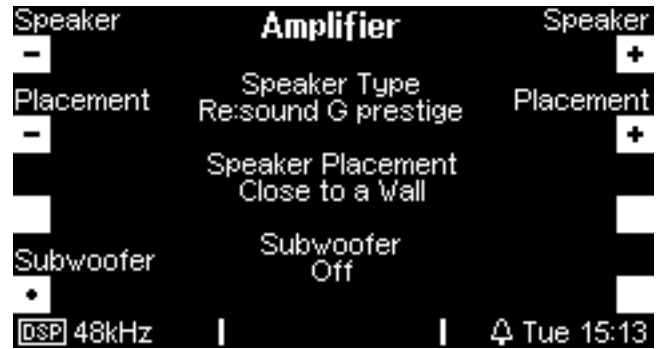 Speaker Amplifier Speaker
- +
Speaker Type
Placement Re:sound G prestige Placement
- +
Speaker Placement
Close to a Wall
Subwoofer
Subwoofer Off
•
DSP 48kHz Tue 15:13